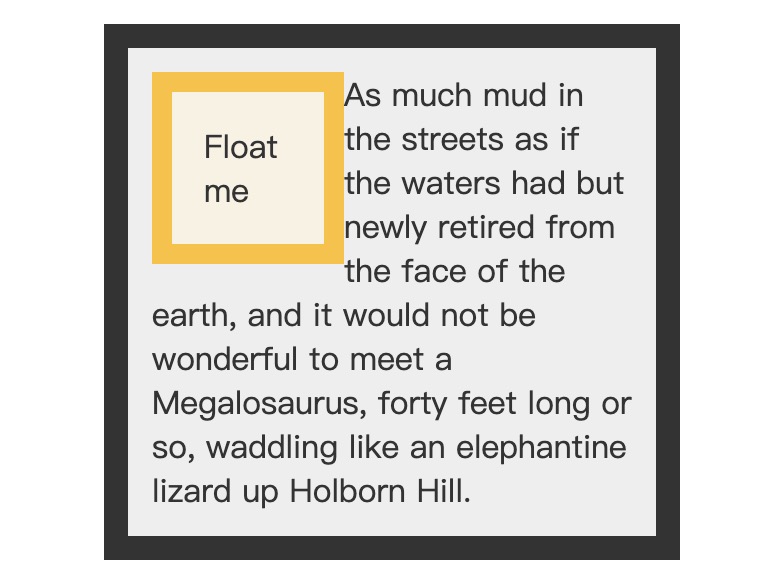 Float
me
As much mud in
the streets as if
the waters had but
newly retired from
the face of the
earth, and it would not be
wonderful to meet a
Megalosaurus, forty feet long or
so, waddling like an elephantine
lizard up Holborn Hill.